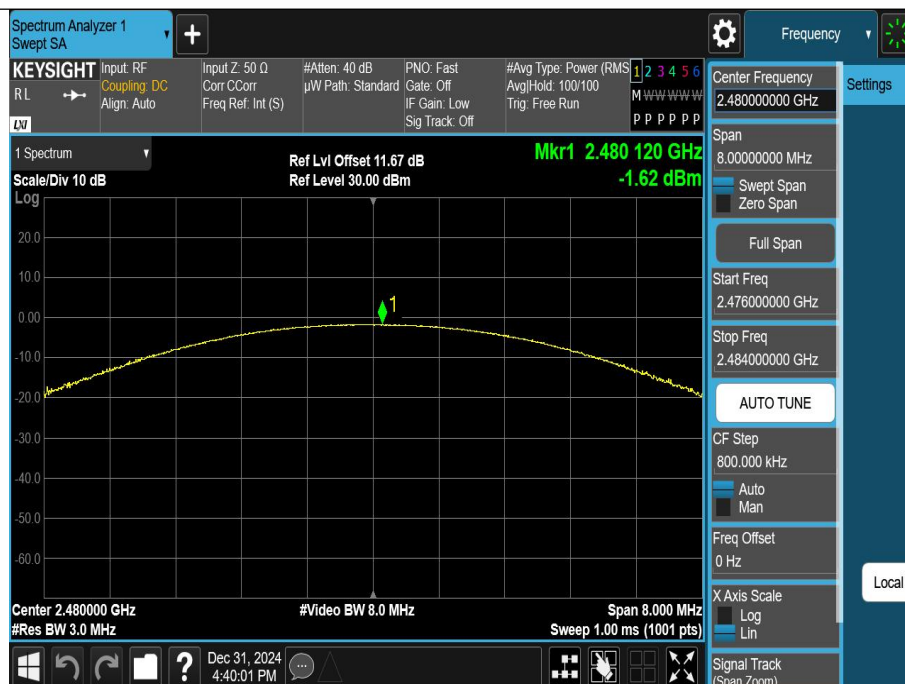 Spectrum Analyzer 1
Swept SA
Frequency
KEYSIGHT
RL
LXI
Input: RF
Coupling: DC
Align: Auto
Input Z: 50 Ω
Corr CCorr
Freq Ref: Int (S)
#Atten: 40 dB
µW Path: Standard
PNO: Fast
Gate: Off
IF Gain: Low
Sig Track: Off
#Avg Type: Power (RMS
Avg|Hold: 100/100
Trig: Free Run
1 2 3 4 5 6
M W W W W W
P P P P P P
1 Spectrum
Scale/Div 10 dB
Log
Ref Lvl Offset 11.67 dB
Ref Level 30.00 dBm
Mkr1 2.480 120 GHz
-1.62 dBm
1
20.0
10.0
0.00
-10.0
-20.0
-30.0
-40.0
-50.0
-60.0
Center 2.480000 GHz
#Video BW 8.0 MHz
Span 8.000 MHz
#Res BW 3.0 MHz
Sweep 1.00 ms (1001 pts)
?
Dec 31, 2024
4:40:01 PM
Center Frequency
2.480000000 GHz
Settings
Span
8.00000000 MHz
Swept Span
Zero Span
Full Span
Start Freq
2.476000000 GHz
Stop Freq
2.484000000 GHz
AUTO TUNE
CF Step
800.000 kHz
Auto
Man
Freq Offset
0 Hz
Local
X Axis Scale
Log
Lin
Signal Track
(Span Zoom)